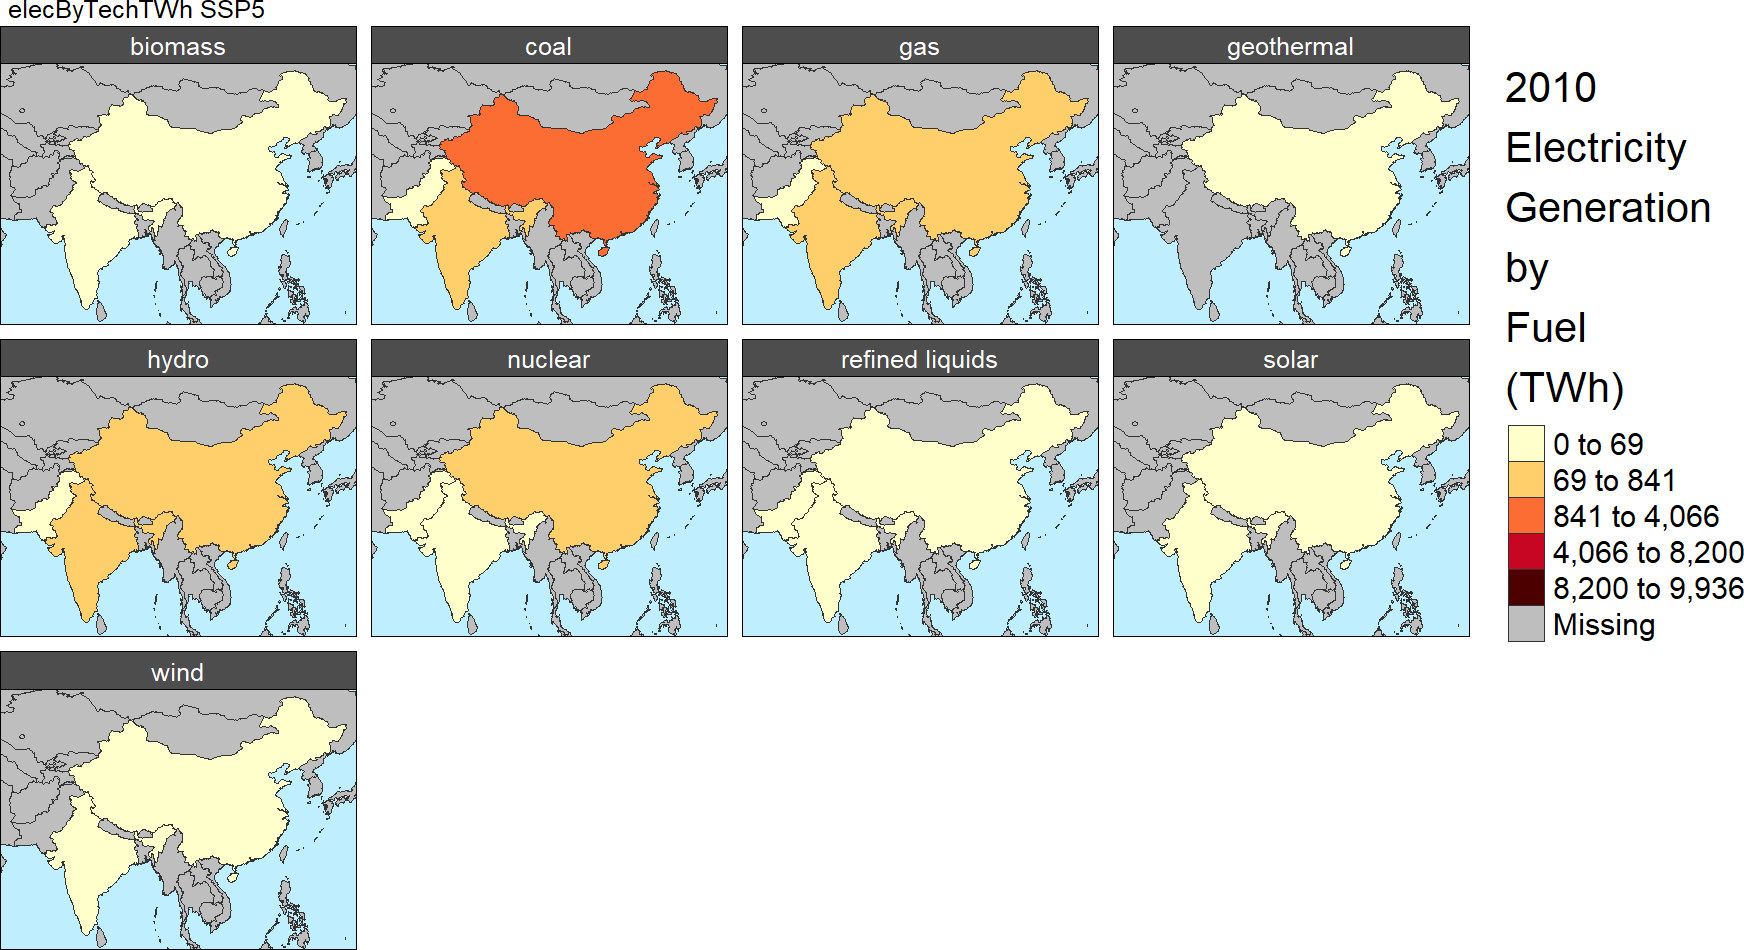 elecByTechTWh SSP5
biomass
coal
gas
geothermal
hydro
nuclear
refined liquids
solar
wind
2010
Electricity
Generation
by
Fuel
(TWh)
0 to 69
69 to 841
841 to 4,066
4,066 to 8,200
8,200 to 9,936
Missing